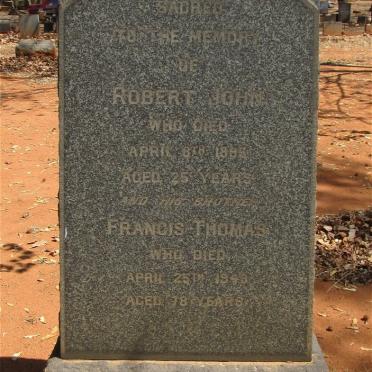 SACRED
TO THE MEMORY
OF
ROBERT JOHN
WHO DIED
APRIL
AGED 25 YEARS
AND HIS BROTHER
FRANCIS THOMAS
WHO DIED
APRIL 25TH
AGED 78 YEARS